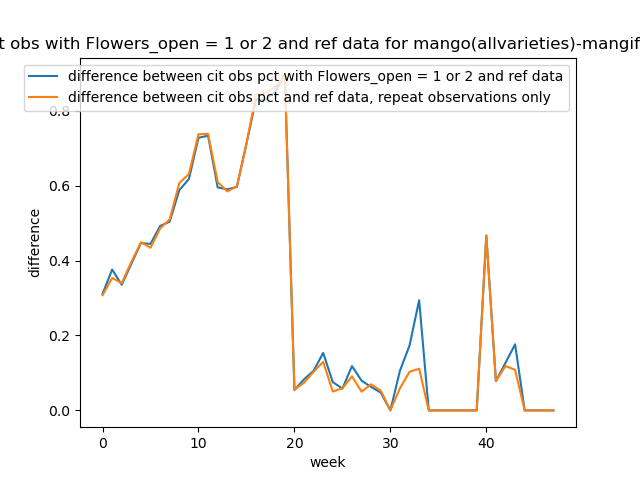 t obs with Flowers_open = 1 or 2 and ref data for mango(allvarieties)-mangif
difference between cit obs pct with Flowers_open = 1 or 2 and ref data
difference between cit obs pct and ref data, repeat observations only
0.8
0.6
0.4
0.2
0.0
difference
0 10 20 30 40
week